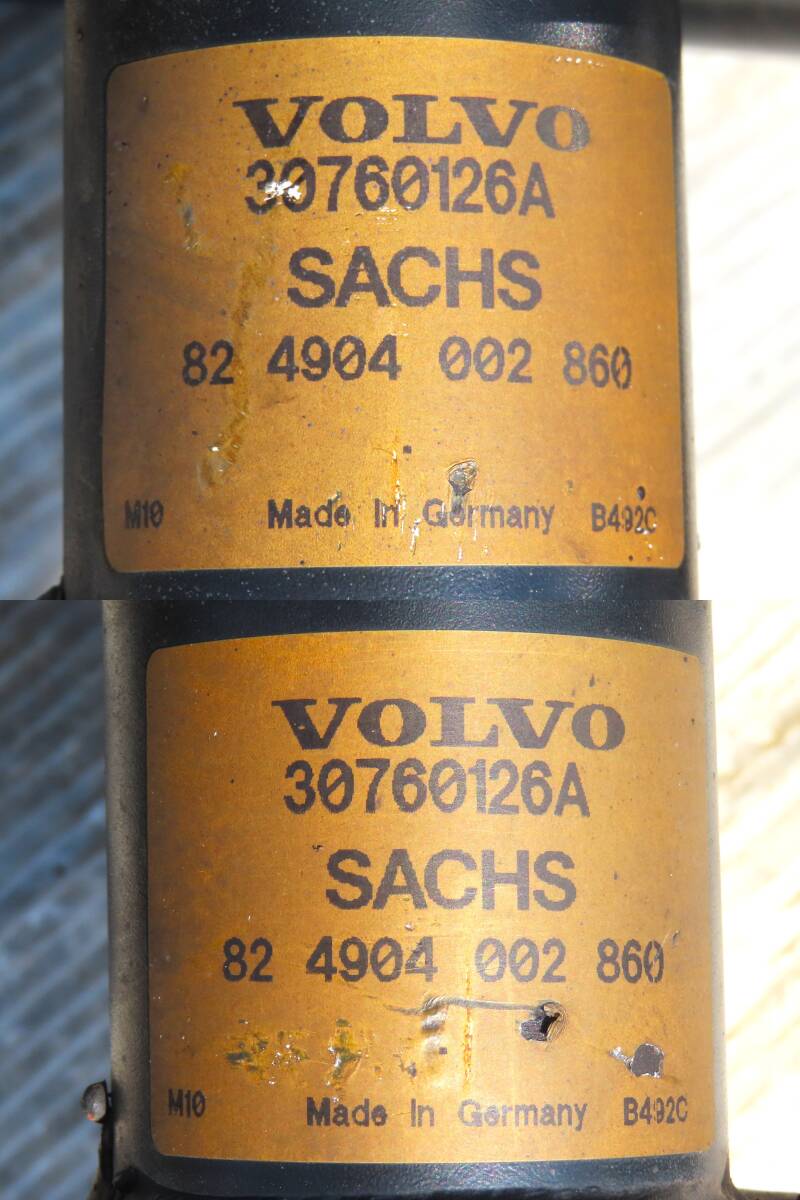 VOLVO
30760126A
SACHS
82 4904 002 860
M10 Made In Germany B492C
VOLVO
30760126A
SACHS
82 4904 002 860
M10 Made In Germany B492C